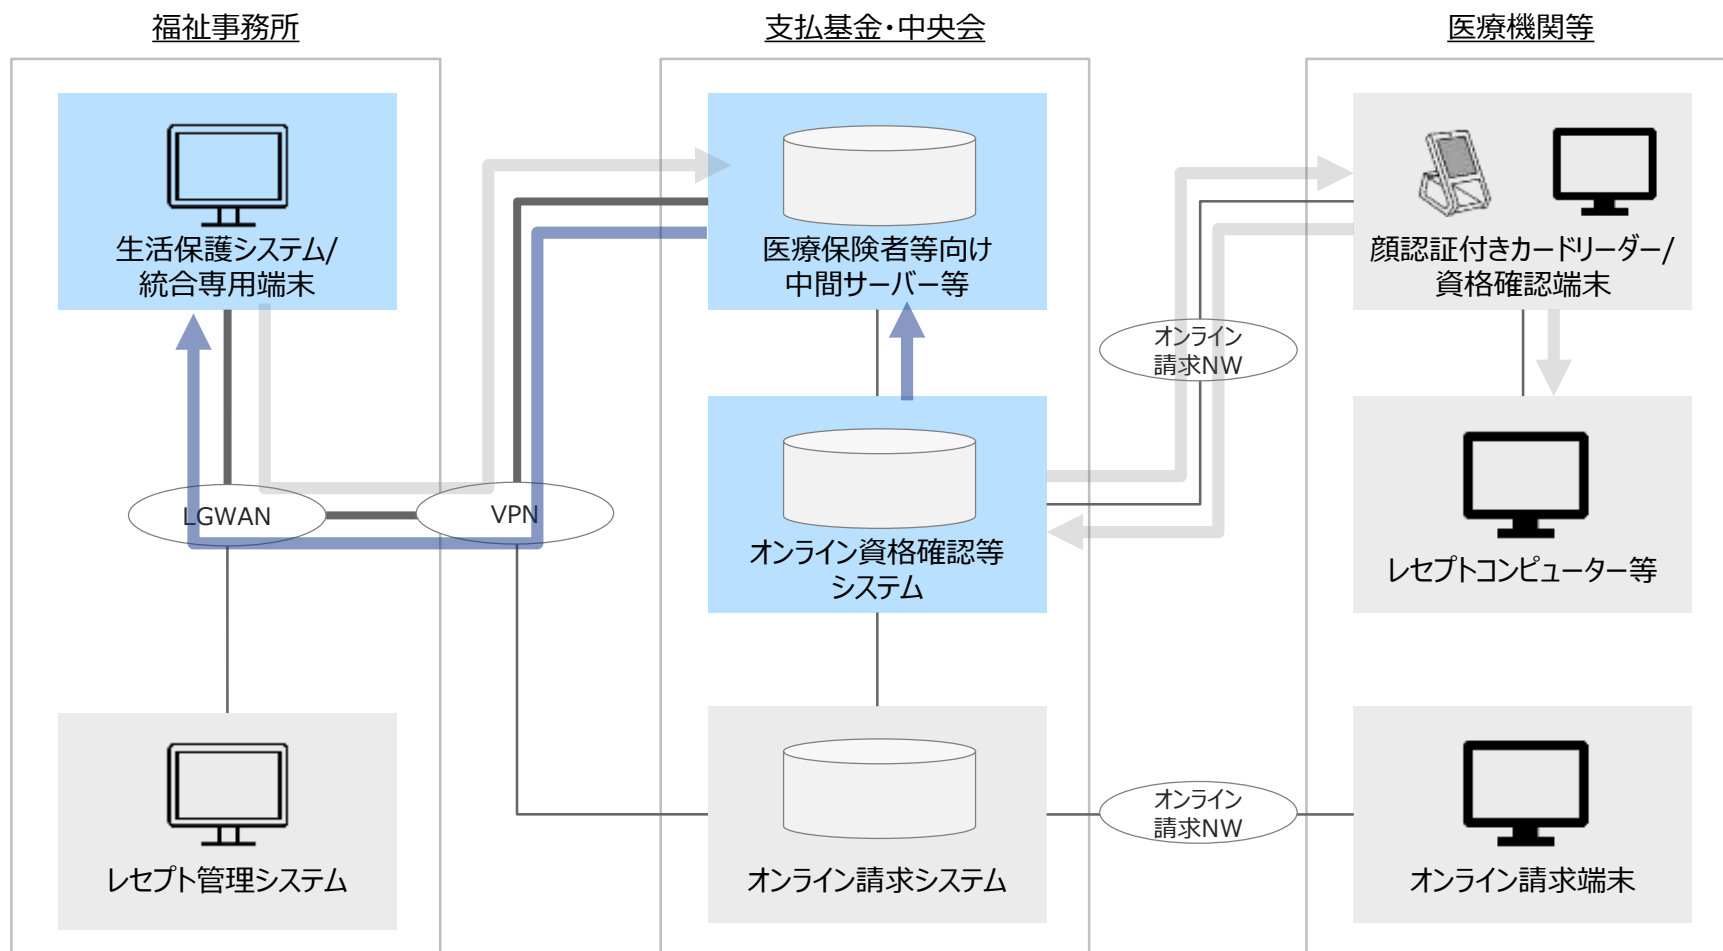 福祉事務所
支払基金・中央会
医療機関等
生活保護システム/
統合専用端末
医療保険者等向け
中間サーバー等
顔認証付きカードリーダー/
資格確認端末
オンライン
請求NW
LGWAN
VPN
オンライン資格確認等
システム
レセプトコンピューター等
レセプト管理システム
オンライン請求システム
オンライン
請求NW
オンライン請求端末